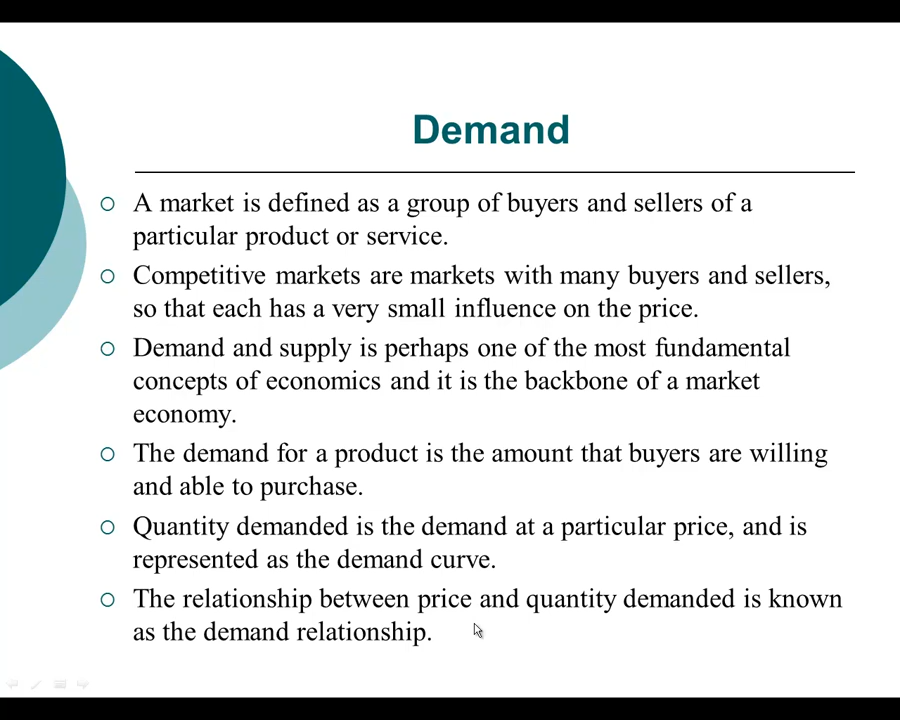 Demand
A market is defined as a group of buyers and sellers of a
particular product or service.
Competitive markets are markets with many buyers and sellers,
so that each has a very small influence on the price.
Demand and supply is perhaps one of the most fundamental
concepts of economics and it is the backbone of a market
economy.
The demand for a product is the amount that buyers are willing
and able to purchase.
Quantity demanded is the demand at a particular price, and is
represented as the demand curve.
The relationship between price and quantity demanded is known
as the demand relationship.